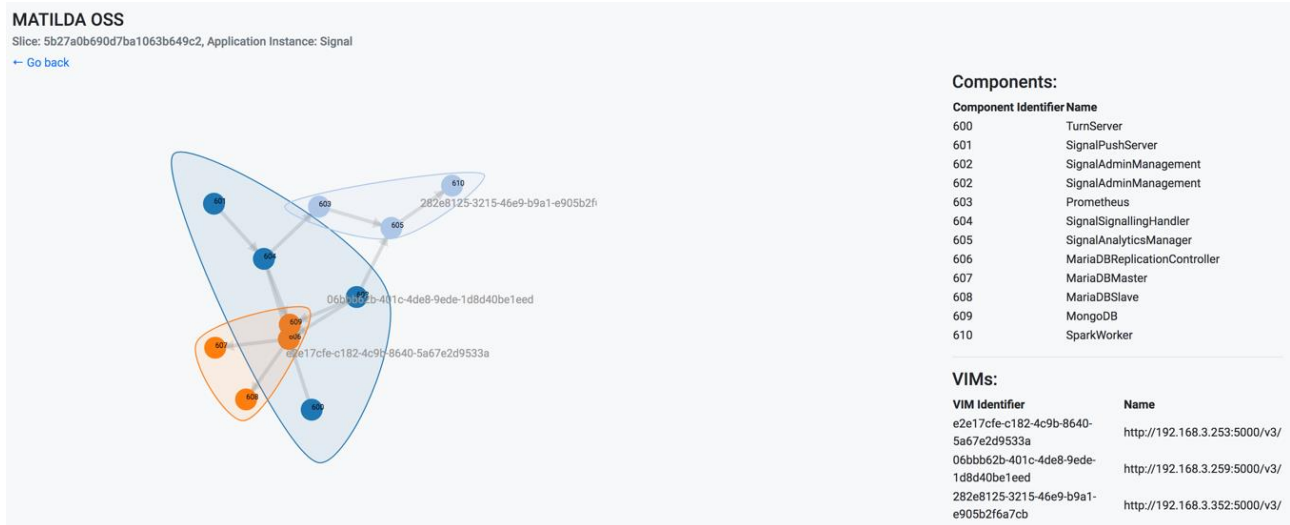 MATILDA OSS
Slice: 5b27a0b690d7ba1063b649c2, Application Instance: Signal
← Go back
601
603
610
282e8125-3215-46e9-b9a1-e905b2f
605
604
06bbb62b-401c-4de8-9ede-1d8d40be1eed
609
606
607
e2e17cfe-c182-4c9b-8640-5a67e2d9533a
608
600
Components:
Component Identifier Name
600 TurnServer
601 SignalPushServer
602 SignalAdminManagement
602 SignalAdminManagement
603 Prometheus
604 SignalSignallingHandler
605 SignalAnalyticsManager
606 MariaDBReplicationController
607 MariaDBMaster
608 MariaDBSlave
609 MongoDB
610 SparkWorker
VIMs:
VIM Identifier Name
e2e17cfe-c182-4c9b-8640-
5a67e2d9533a http://192.168.3.253:5000/v3/
06bbb62b-401c-4de8-9ede-
1d8d40be1eed http://192.168.3.259:5000/v3/
282e8125-3215-46e9-b9a1-
e905b2f6a7cb http://192.168.3.352:5000/v3/